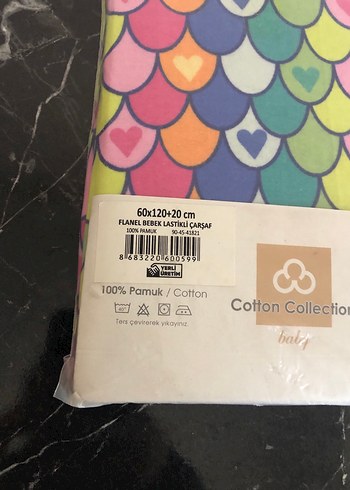 60x120+20 cm
FLANEL BEBEK LASTİKLİ ÇARŞAF
100% PAMUK 90-45-41821
8 683220 600599
YERLİ
ÜRETİM
100% Pamuk / Cotton
60°
Ters çevirerek yıkayınız.
Cotton Collection
baby